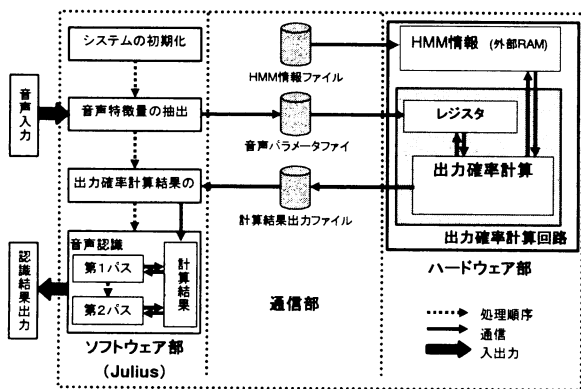 システムの初期化
音声特徴量の抽出
出力確率計算結果の
音声入力
認識結果出力
音声認識
第1パス
第2パス
計算結果
ソフトウェア部
(Julius)
HMM情報ファイル
音声パラメータファイ
計算結果出力ファイル
通信部
HMM情報 (外部RAM)
レジスタ
出力確率計算
出力確率計算回路
ハードウェア部
処理順序
通信
入出力